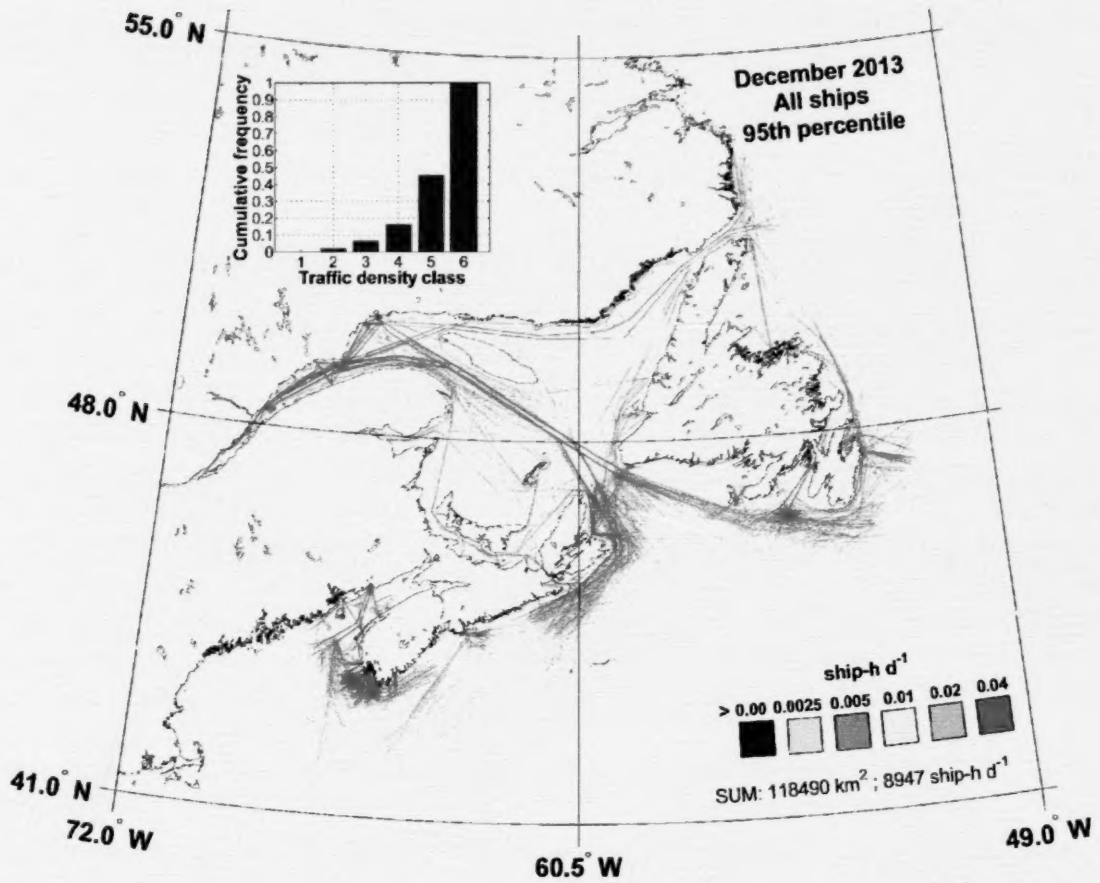 55.0° N
December 2013
All ships
95th percentile
Cumulative frequency
1
0.9
0.8
0.7
0.6
0.5
0.4
0.3
0.2
0.1
0
1 2 3 4 5 6
Traffic density class
48.0° N
ship-h d⁻¹
> 0.00 0.0025 0.005 0.01 0.02 0.04
SUM: 118490 km² ; 8947 ship-h d⁻¹
41.0° N
72.0° W
60.5° W
49.0° W